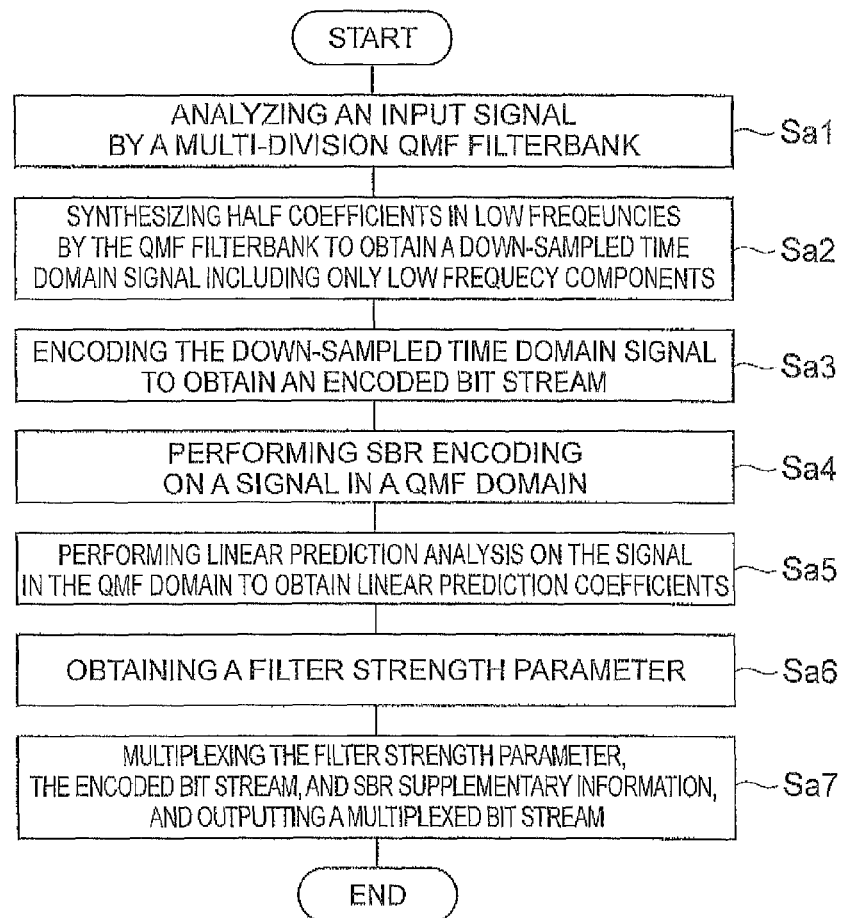 START
ANALYZING AN INPUT SIGNAL
BY A MULTI-DIVISION QMF FILTERBANK
Sa1
SYNTHESIZING HALF COEFFICIENTS IN LOW FREQEUNCIES
BY THE QMF FILTERBANK TO OBTAIN A DOWN-SAMPLED TIME
DOMAIN SIGNAL INCLUDING ONLY LOW FREQUECY COMPONENTS
Sa2
ENCODING THE DOWN-SAMPLED TIME DOMAIN SIGNAL
TO OBTAIN AN ENCODED BIT STREAM
Sa3
PERFORMING SBR ENCODING
ON A SIGNAL IN A QMF DOMAIN
Sa4
PERFORMING LINEAR PREDICTION ANALYSIS ON THE SIGNAL
IN THE QMF DOMAIN TO OBTAIN LINEAR PREDICTION COEFFICIENTS
Sa5
OBTAINING A FILTER STRENGTH PARAMETER
Sa6
MULTIPLEXING THE FILTER STRENGTH PARAMETER,
THE ENCODED BIT STREAM, AND SBR SUPPLEMENTARY INFORMATION,
AND OUTPUTTING A MULTIPLEXED BIT STREAM
Sa7
END